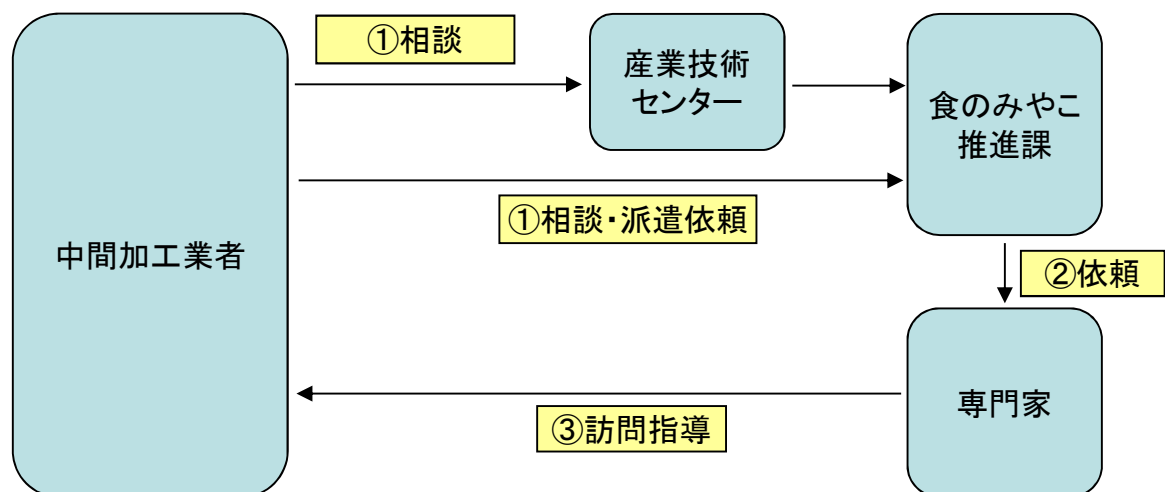 ①相談
産業技術
センター
食のみやこ
推進課
①相談・派遣依頼
中間加工業者
②依頼
専門家
③訪問指導